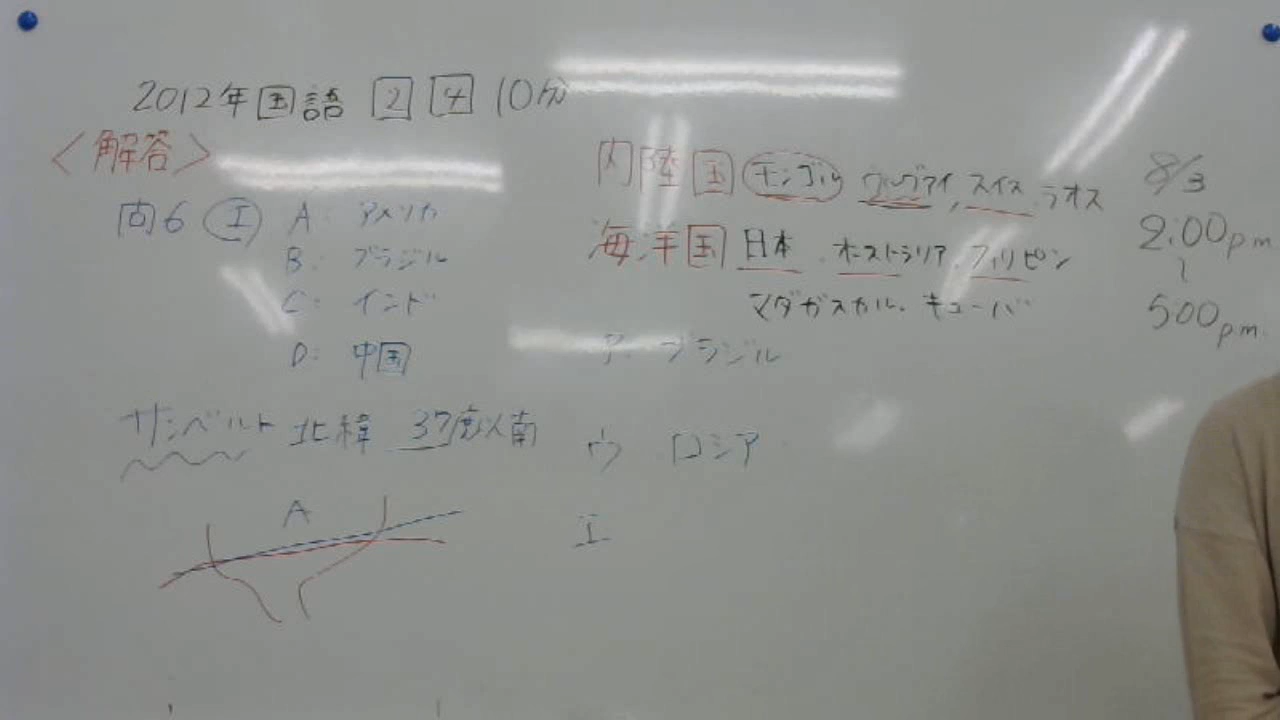 2012年国語 2 4 10分
<解答>
問6 エ A: アメリカ
B: ブラジル
C: インド
D: 中国
サンベルト 北緯 37度以南
A
内陸国 モンゴル ウルグアイ, スイス、ラオス
海洋国 日本、オーストラリア、フィリピン
マダガスカル、キューバ
ア: ブラジル
ウ ロシア
エ
8/3
2:00pm
~
5:00pm